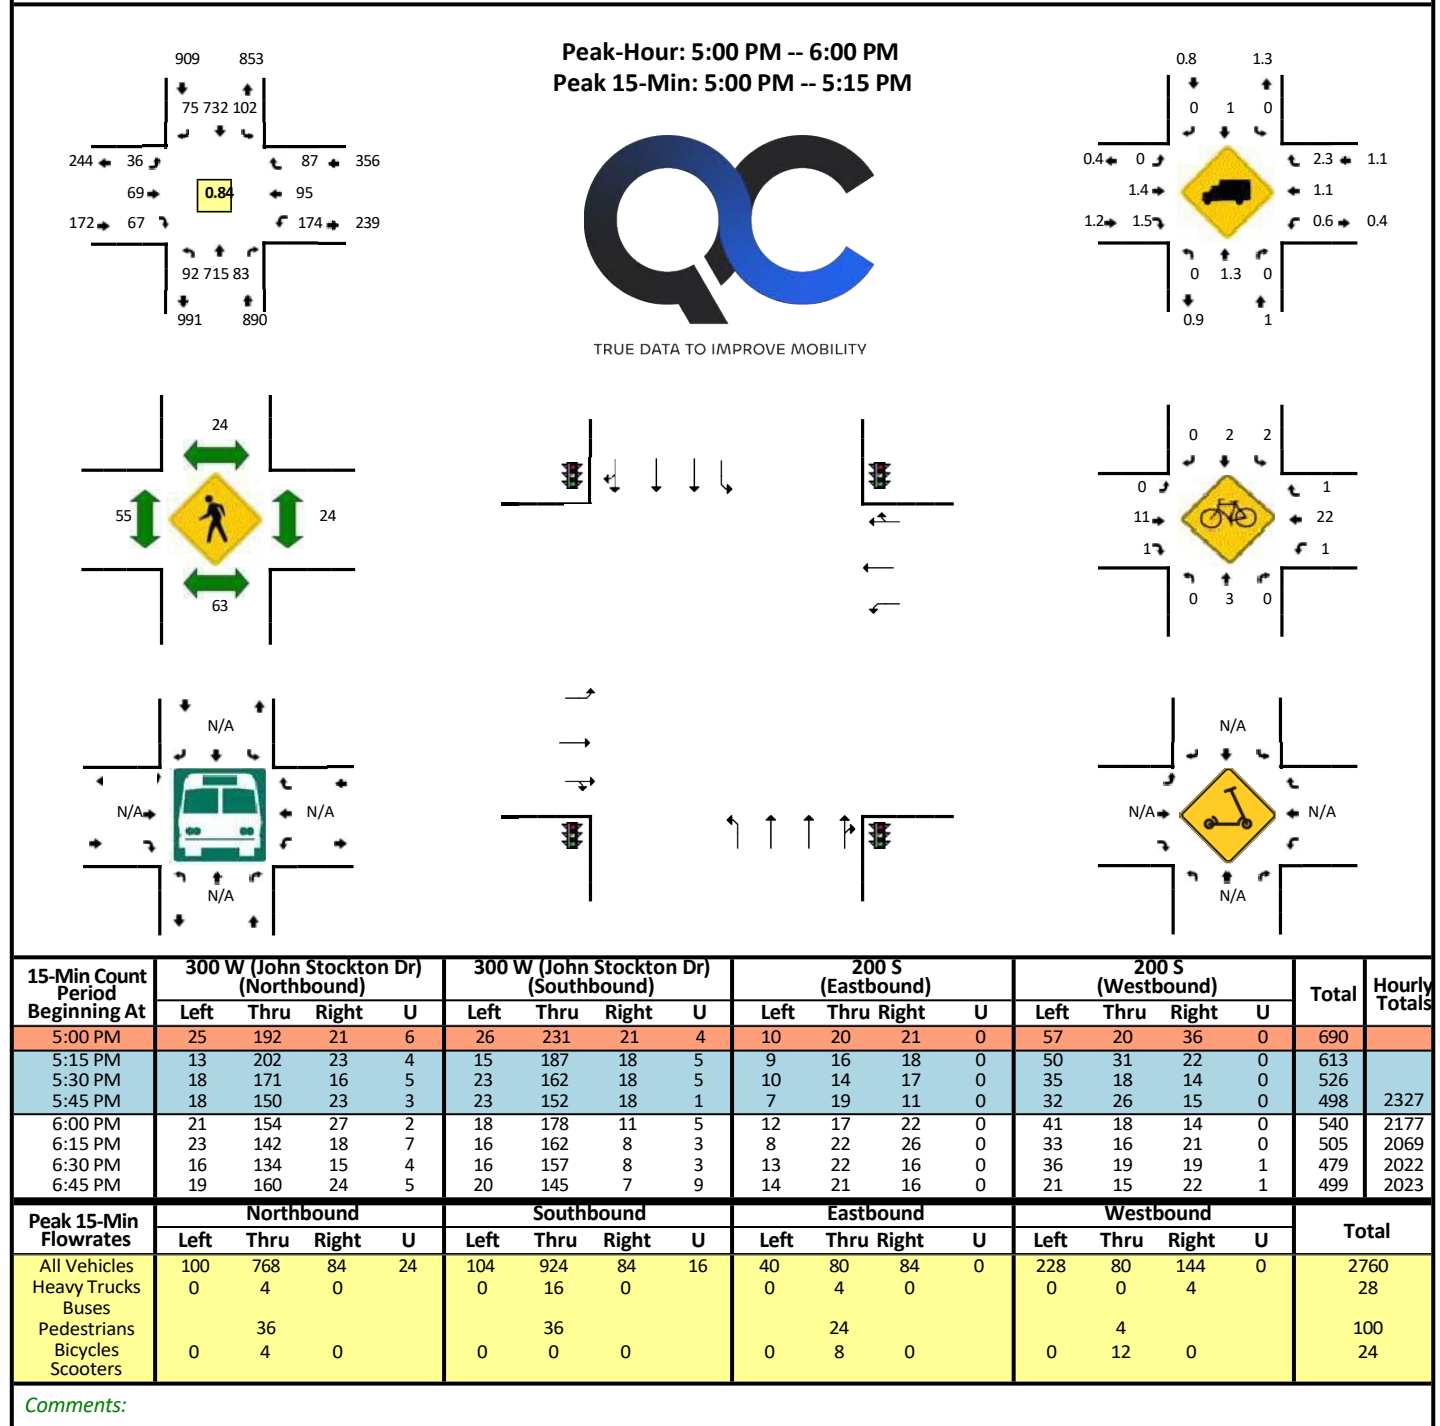 Peak-Hour: 5:00 PM -- 6:00 PM
Peak 15-Min: 5:00 PM -- 5:15 PM
909 853
75 732 102
244 36 87 356
69 0.84 95
172 67 174 239
92 715 83
991 890
QC
TRUE DATA TO IMPROVE MOBILITY
0.8 1.3
0 1 0
0.4 0 2.3 1.1
1.4 1.1
1.2 1.5 0.6 0.4
0 1.3 0
0.9 1
24
55 24
63
0 2 2
0 1
11 22
1 1
0 3 0
N/A
N/A N/A
N/A
N/A
N/A N/A
N/A
15-Min Count Period Beginning At 300 W (John Stockton Dr) (Northbound) 300 W (John Stockton Dr) (Southbound) 200 S (Eastbound) 200 S (Westbound) Total Hourly Totals
Left Thru Right U Left Thru Right U Left Thru Right U Left Thru Right U
5:00 PM 25 192 21 6 26 231 21 4 10 20 21 0 57 20 36 0 690
5:15 PM 13 202 23 4 15 187 18 5 9 16 18 0 50 31 22 0 613
5:30 PM 18 171 16 5 23 162 18 5 10 14 17 0 35 18 14 0 526
5:45 PM 18 150 23 3 23 152 18 1 7 19 11 0 32 26 15 0 498 2327
6:00 PM 21 154 27 2 18 178 11 5 12 17 22 0 41 18 14 0 540 2177
6:15 PM 23 142 18 7 16 162 8 3 8 22 26 0 33 16 21 0 505 2069
6:30 PM 16 134 15 4 16 157 8 3 13 22 16 0 36 19 19 1 479 2022
6:45 PM 19 160 24 5 20 145 7 9 14 21 16 0 21 15 22 1 499 2023
Peak 15-Min Flowrates Northbound Southbound Eastbound Westbound Total
Left Thru Right U Left Thru Right U Left Thru Right U Left Thru Right U
All Vehicles 100 768 84 24 104 924 84 16 40 80 84 0 228 80 144 0 2760
Heavy Trucks 0 4 0 0 16 0 0 4 0 0 0 4 28
Buses
Pedestrians 36 36 24 4 100
Bicycles 0 4 0 0 0 0 0 8 0 0 12 0 24
Scooters
Comments: